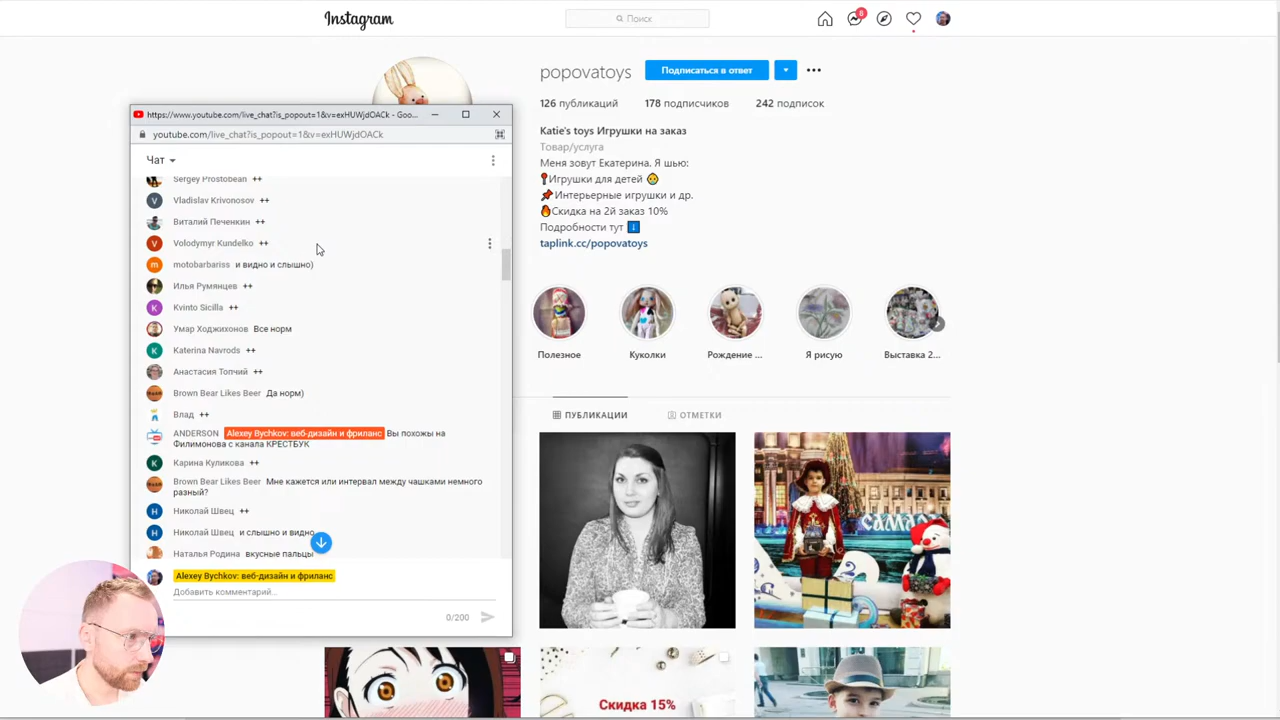 Instagram
Поиск
8
popovatoys
Подписаться в ответ
126 публикаций
178 подписчиков
242 подписок
Katie's toys Игрушки на заказ
Товар/услуга
Меня зовут Екатерина. Я шью:
Игрушки для детей
Интерьерные игрушки и др.
Скидка на 2й заказ 10%
Подробности тут
taplink.cc/popovatoys
Полезное
Куколки
Рождение ...
Я рисую
Выставка 2...
ПУБЛИКАЦИИ
ОТМЕТКИ
Скидка 15%
https://www.youtube.com/live_chat?is_popout=1&v=exHUWjdOACk - Goo...
youtube.com/live_chat?is_popout=1&v=exHUWjdOACk
Чат
Sergey Prostobean ++
Vladislav Krivonosov ++
Виталий Печенкин ++
Volodymyr Kundelko ++
motobarbariss и видно и слышно)
Илья Румянцев ++
Kvinto Sicilla ++
Умар Ходжихонов Все норм
Katerina Navrods ++
Анастасия Топчий ++
Brown Bear Likes Beer Да норм)
Влад ++
ANDERSON Alexey Bychkov: веб-дизайн и фриланс Вы похожы на
Филимонова с канала КРЕСТБУК
Карина Куликова ++
Brown Bear Likes Beer Мне кажется или интервал между чашками немного
разный?
Николай Швец ++
Николай Швец и слышно и видно
Наталья Родина вкусные пальцы
Alexey Bychkov: веб-дизайн и фриланс
Добавить комментарий...
0/200